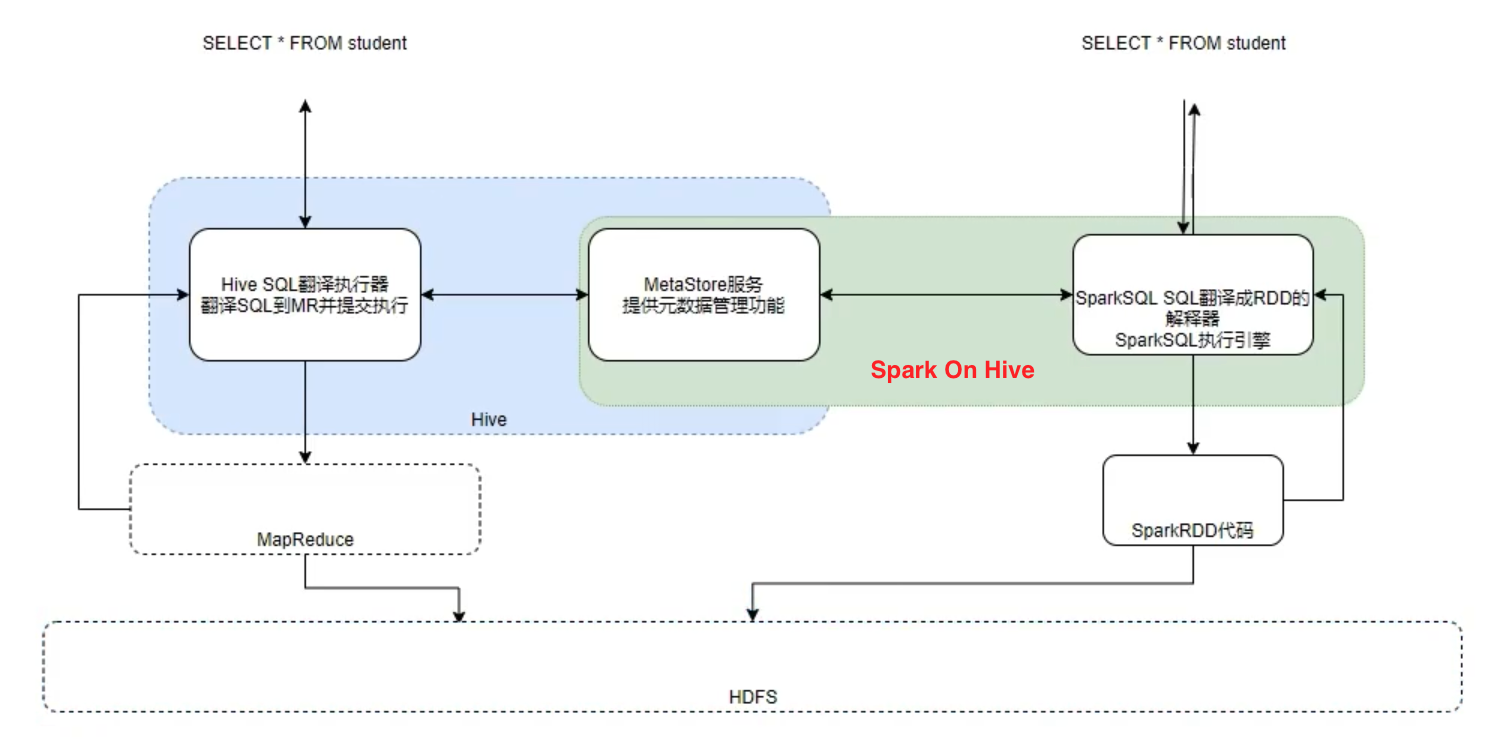 SELECT * FROM student
SELECT * FROM student
Hive SQL翻译执行器
翻译SQL到MR并提交执行
MetaStore服务
提供元数据管理功能
SparkSQL SQL翻译成RDD的
解释器
SparkSQL执行引擎
Spark On Hive
Hive
MapReduce
SparkRDD代码
HDFS